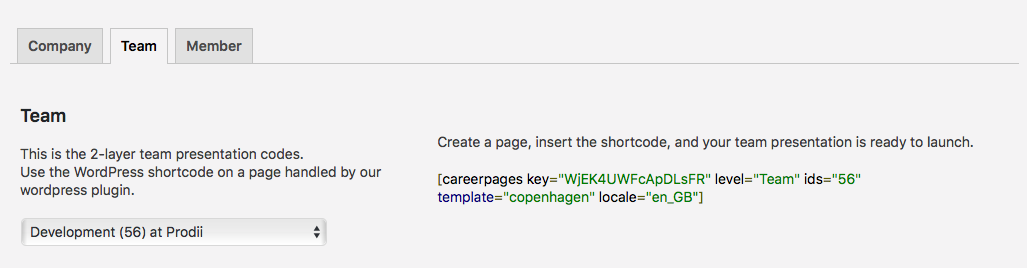 Company
Team
Member
Team
This is the 2-layer team presentation codes.
Use the WordPress shortcode on a page handled by our
wordpress plugin.
Development (56) at Prodii
Create a page, insert the shortcode, and your team presentation is ready to launch.
[careerpages key="WjEK4UWFcApDLsFR" level="Team" ids="56"
template="copenhagen" locale="en_GB"]